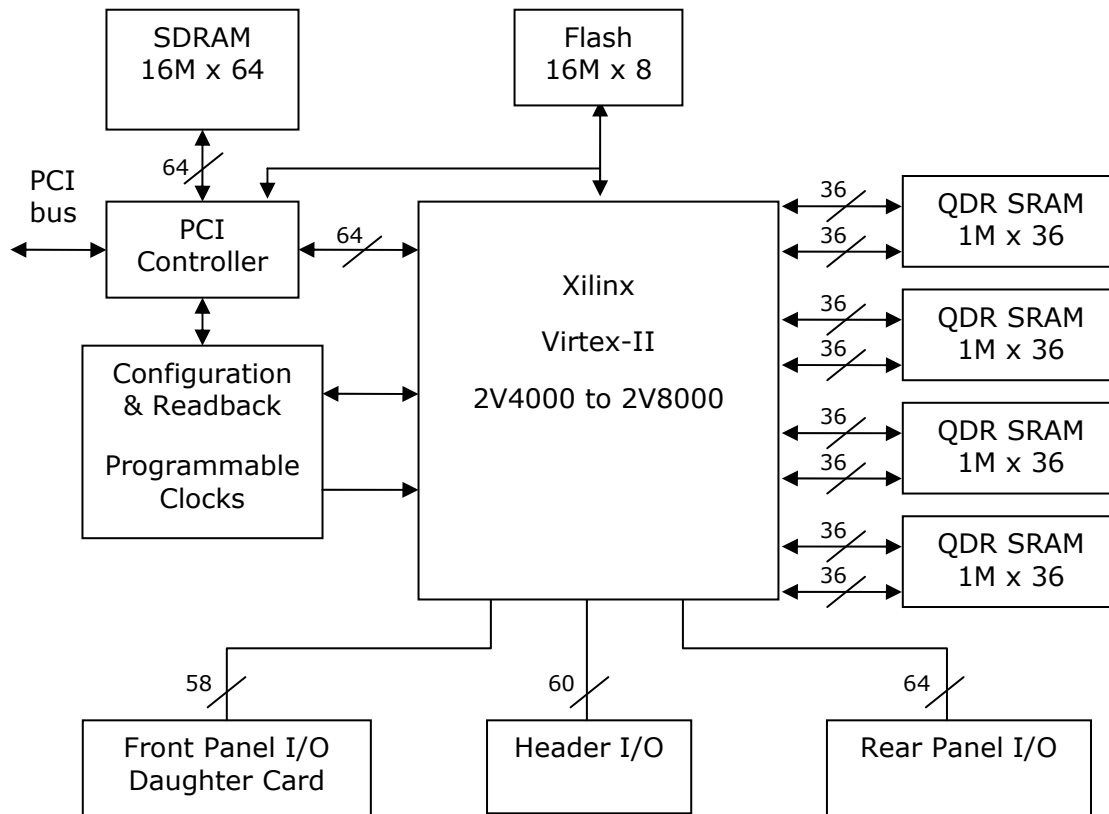 SDRAM
16M x 64
Flash
16M x 8
64
PCI
bus
PCI
Controller
64
Xilinx
Virtex-II
2V4000 to 2V8000
36
36
QDR SRAM
1M x 36
36
36
QDR SRAM
1M x 36
36
36
QDR SRAM
1M x 36
36
36
QDR SRAM
1M x 36
Configuration
& Readback
Programmable
Clocks
58
60
64
Front Panel I/O
Daughter Card
Header I/O
Rear Panel I/O